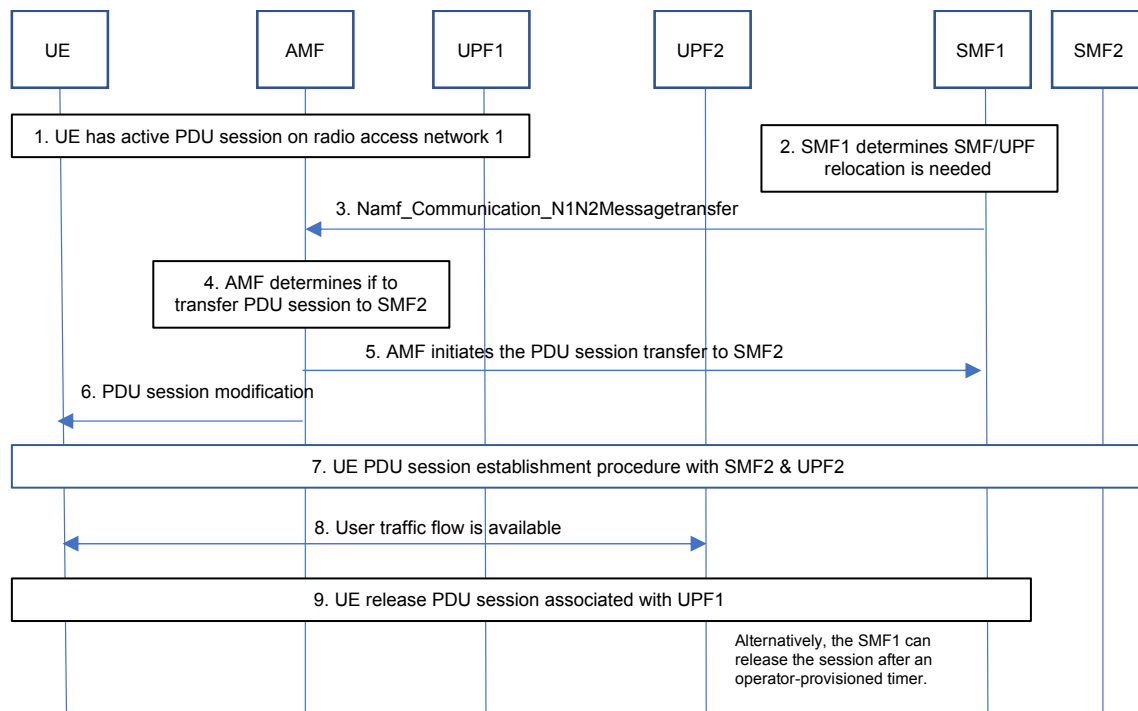 UE
AMF
UPF1
UPF2
SMF1
SMF2
1. UE has active PDU session on radio access network 1
2. SMF1 determines SMF/UPF
relocation is needed
3. Namf_Communication_N1N2Messagetransfer
4. AMF determines if to
transfer PDU session to SMF2
5. AMF initiates the PDU session transfer to SMF2
6. PDU session modification
7. UE PDU session establishment procedure with SMF2 & UPF2
8. User traffic flow is available
9. UE release PDU session associated with UPF1
Alternatively, the SMF1 can
release the session after an
operator-provisioned timer.